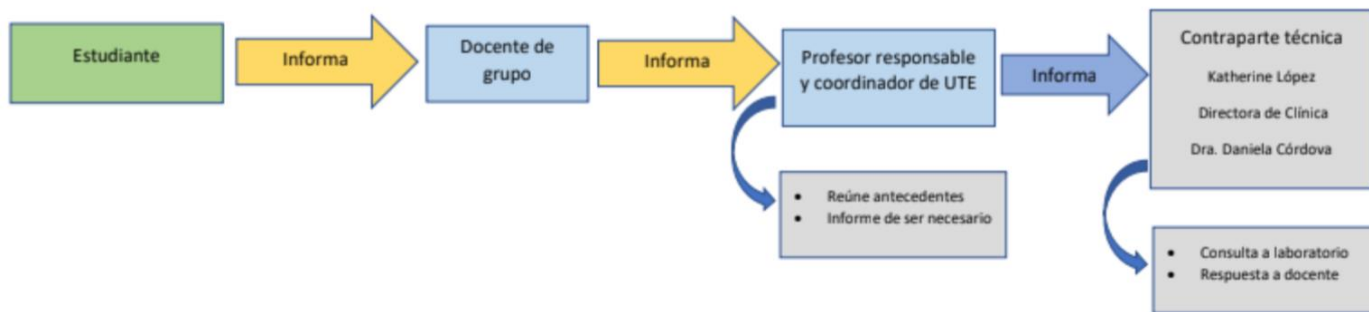 Estudiante
Informa
Docente de
grupo
Informa
Profesor responsable
y coordinador de UTE
Informa
Contraparte técnica
Katherine López
Directora de Clínica
Dra. Daniela Córdova
• Reúne antecedentes
• Informe de ser necesario
• Consulta a laboratorio
• Respuesta a docente